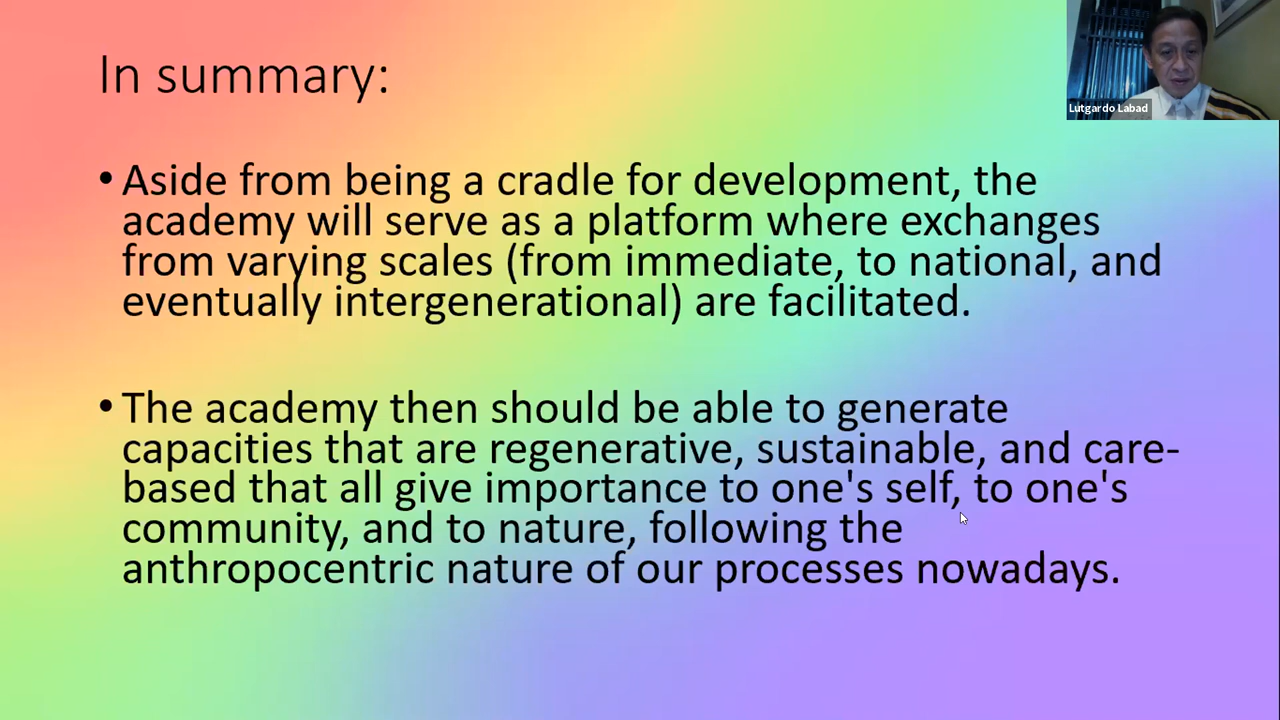 In summary:
Lutgardo Labad
• Aside from being a cradle for development, the
academy will serve as a platform where exchanges
from varying scales (from immediate, to national, and
eventually intergenerational) are facilitated.
• The academy then should be able to generate
capacities that are regenerative, sustainable, and care-
based that all give importance to one's self, to one's
community, and to nature, following the
anthropocentric nature of our processes nowadays.